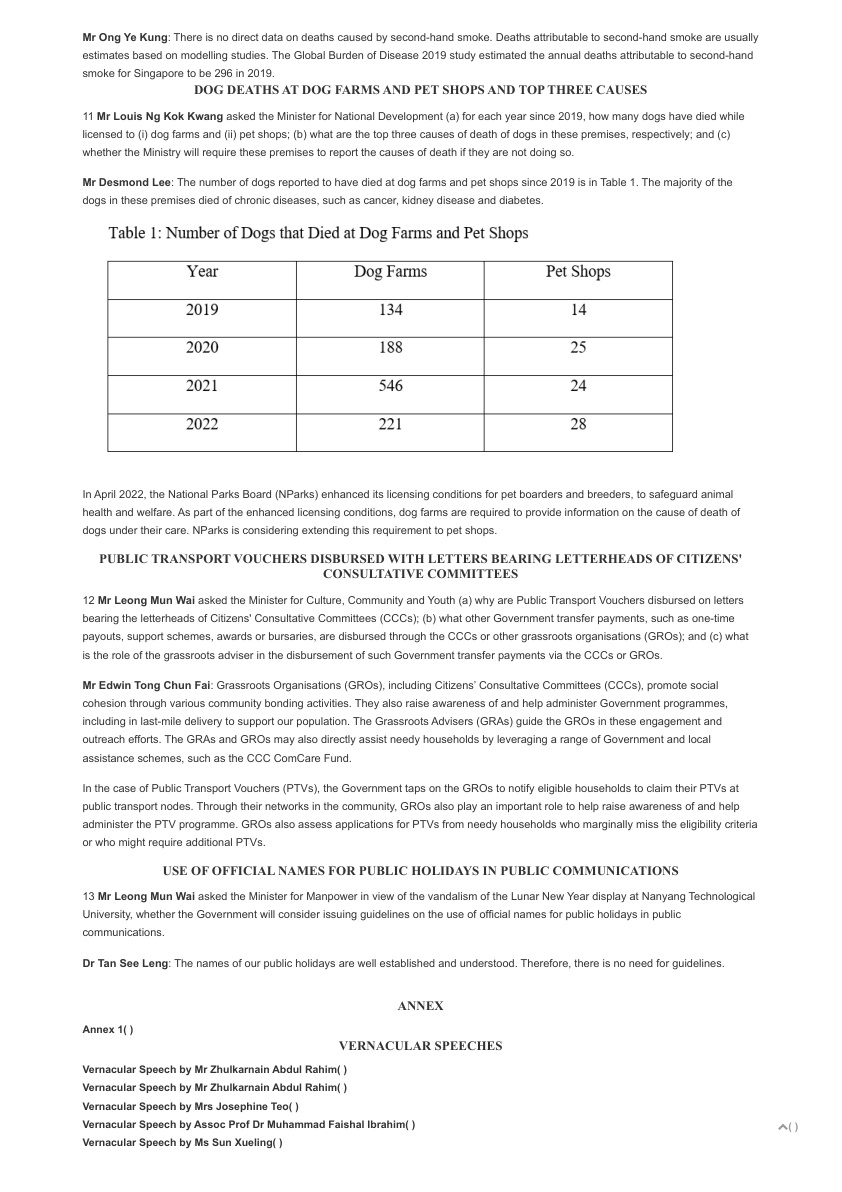 Mr Ong Ye Kung: There is no direct data on deaths caused by second-hand smoke. Deaths attributable to second-hand smoke are usually
estimates based on modelling studies. The Global Burden of Disease 2019 study estimated the annual deaths attributable to second-hand
smoke for Singapore to be 296 in 2019.
DOG DEATHS AT DOG FARMS AND PET SHOPS AND TOP THREE CAUSES
11 Mr Louis Ng Kok Kwang asked the Minister for National Development (a) for each year since 2019, how many dogs have died while
licensed to (i) dog farms and (ii) pet shops; (b) what are the top three causes of death of dogs in these premises, respectively; and (c)
whether the Ministry will require these premises to report the causes of death if they are not doing so.
Mr Desmond Lee: The number of dogs reported to have died at dog farms and pet shops since 2019 is in Table 1. The majority of the
dogs in these premises died of chronic diseases, such as cancer, kidney disease and diabetes.
Table 1: Number of Dogs that Died at Dog Farms and Pet Shops
Year Dog Farms Pet Shops
2019 134 14
2020 188 25
2021 546 24
2022 221 28
In April 2022, the National Parks Board (NParks) enhanced its licensing conditions for pet boarders and breeders, to safeguard animal
health and welfare. As part of the enhanced licensing conditions, dog farms are required to provide information on the cause of death of
dogs under their care. NParks is considering extending this requirement to pet shops.
PUBLIC TRANSPORT VOUCHERS DISBURSED WITH LETTERS BEARING LETTERHEADS OF CITIZENS'
CONSULTATIVE COMMITTEES
12 Mr Leong Mun Wai asked the Minister for Culture, Community and Youth (a) why are Public Transport Vouchers disbursed on letters
bearing the letterheads of Citizens' Consultative Committees (CCCs); (b) what other Government transfer payments, such as one-time
payouts, support schemes, awards or bursaries, are disbursed through the CCCs or other grassroots organisations (GROs); and (c) what
is the role of the grassroots adviser in the disbursement of such Government transfer payments via the CCCs or GROs.
Mr Edwin Tong Chun Fai: Grassroots Organisations (GROs), including Citizens’ Consultative Committees (CCCs), promote social
cohesion through various community bonding activities. They also raise awareness of and help administer Government programmes,
including in last-mile delivery to support our population. The Grassroots Advisers (GRAs) guide the GROs in these engagement and
outreach efforts. The GRAs and GROs may also directly assist needy households by leveraging a range of Government and local
assistance schemes, such as the CCC ComCare Fund.
In the case of Public Transport Vouchers (PTVs), the Government taps on the GROs to notify eligible households to claim their PTVs at
public transport nodes. Through their networks in the community, GROs also play an important role to help raise awareness of and help
administer the PTV programme. GROs also assess applications for PTVs from needy households who marginally miss the eligibility criteria
or who might require additional PTVs.
USE OF OFFICIAL NAMES FOR PUBLIC HOLIDAYS IN PUBLIC COMMUNICATIONS
13 Mr Leong Mun Wai asked the Minister for Manpower in view of the vandalism of the Lunar New Year display at Nanyang Technological
University, whether the Government will consider issuing guidelines on the use of official names for public holidays in public
communications.
Dr Tan See Leng: The names of our public holidays are well established and understood. Therefore, there is no need for guidelines.
ANNEX
Annex 1( )
VERNACULAR SPEECHES
Vernacular Speech by Mr Zhulkarnain Abdul Rahim( )
Vernacular Speech by Mr Zhulkarnain Abdul Rahim( )
Vernacular Speech by Mrs Josephine Teo( )
Vernacular Speech by Assoc Prof Dr Muhammad Faishal Ibrahim( )
Vernacular Speech by Ms Sun Xueling( )
( )